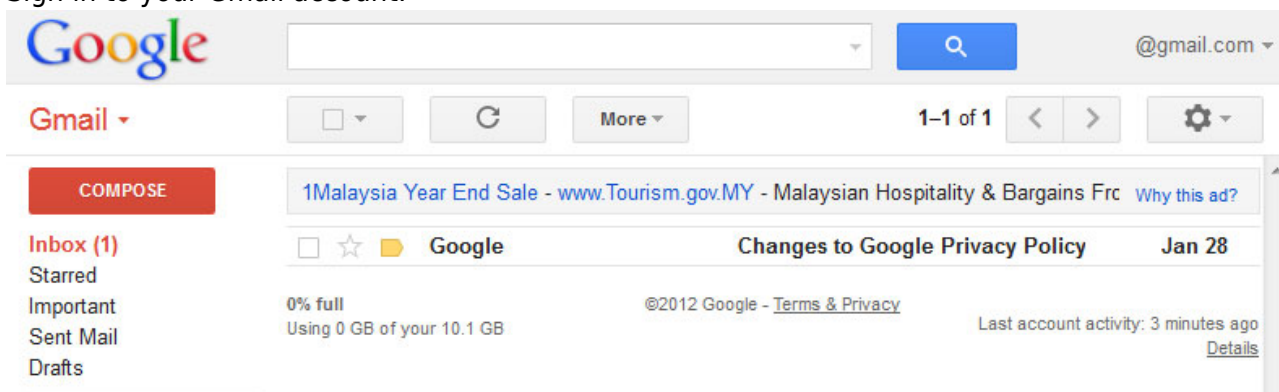 Sign in to your Gmail account.
Google
@gmail.com
Gmail
More
1–1 of 1
COMPOSE
1Malaysia Year End Sale - www.Tourism.gov.MY - Malaysian Hospitality & Bargains Frc Why this ad?
Inbox (1)
Google Changes to Google Privacy Policy Jan 28
Starred
Important
Sent Mail
Drafts
0% full
Using 0 GB of your 10.1 GB
©2012 Google - Terms & Privacy
Last account activity: 3 minutes ago
Details